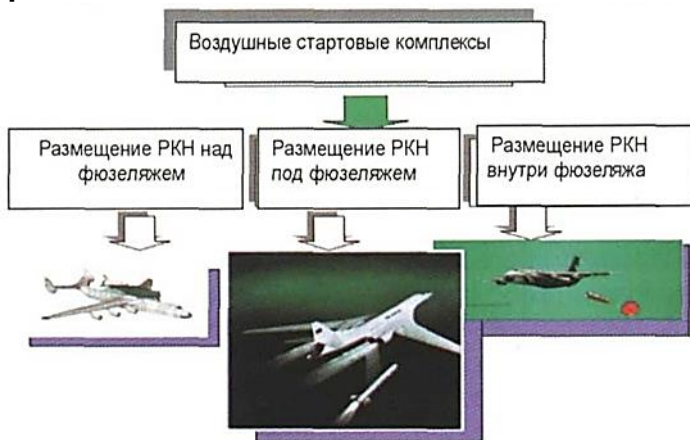 Воздушные стартовые комплексы
Размещение РКН над
фюзеляжем
Размещение РКН
под фюзеляжем
Размещение РКН
внутри фюзеляжа